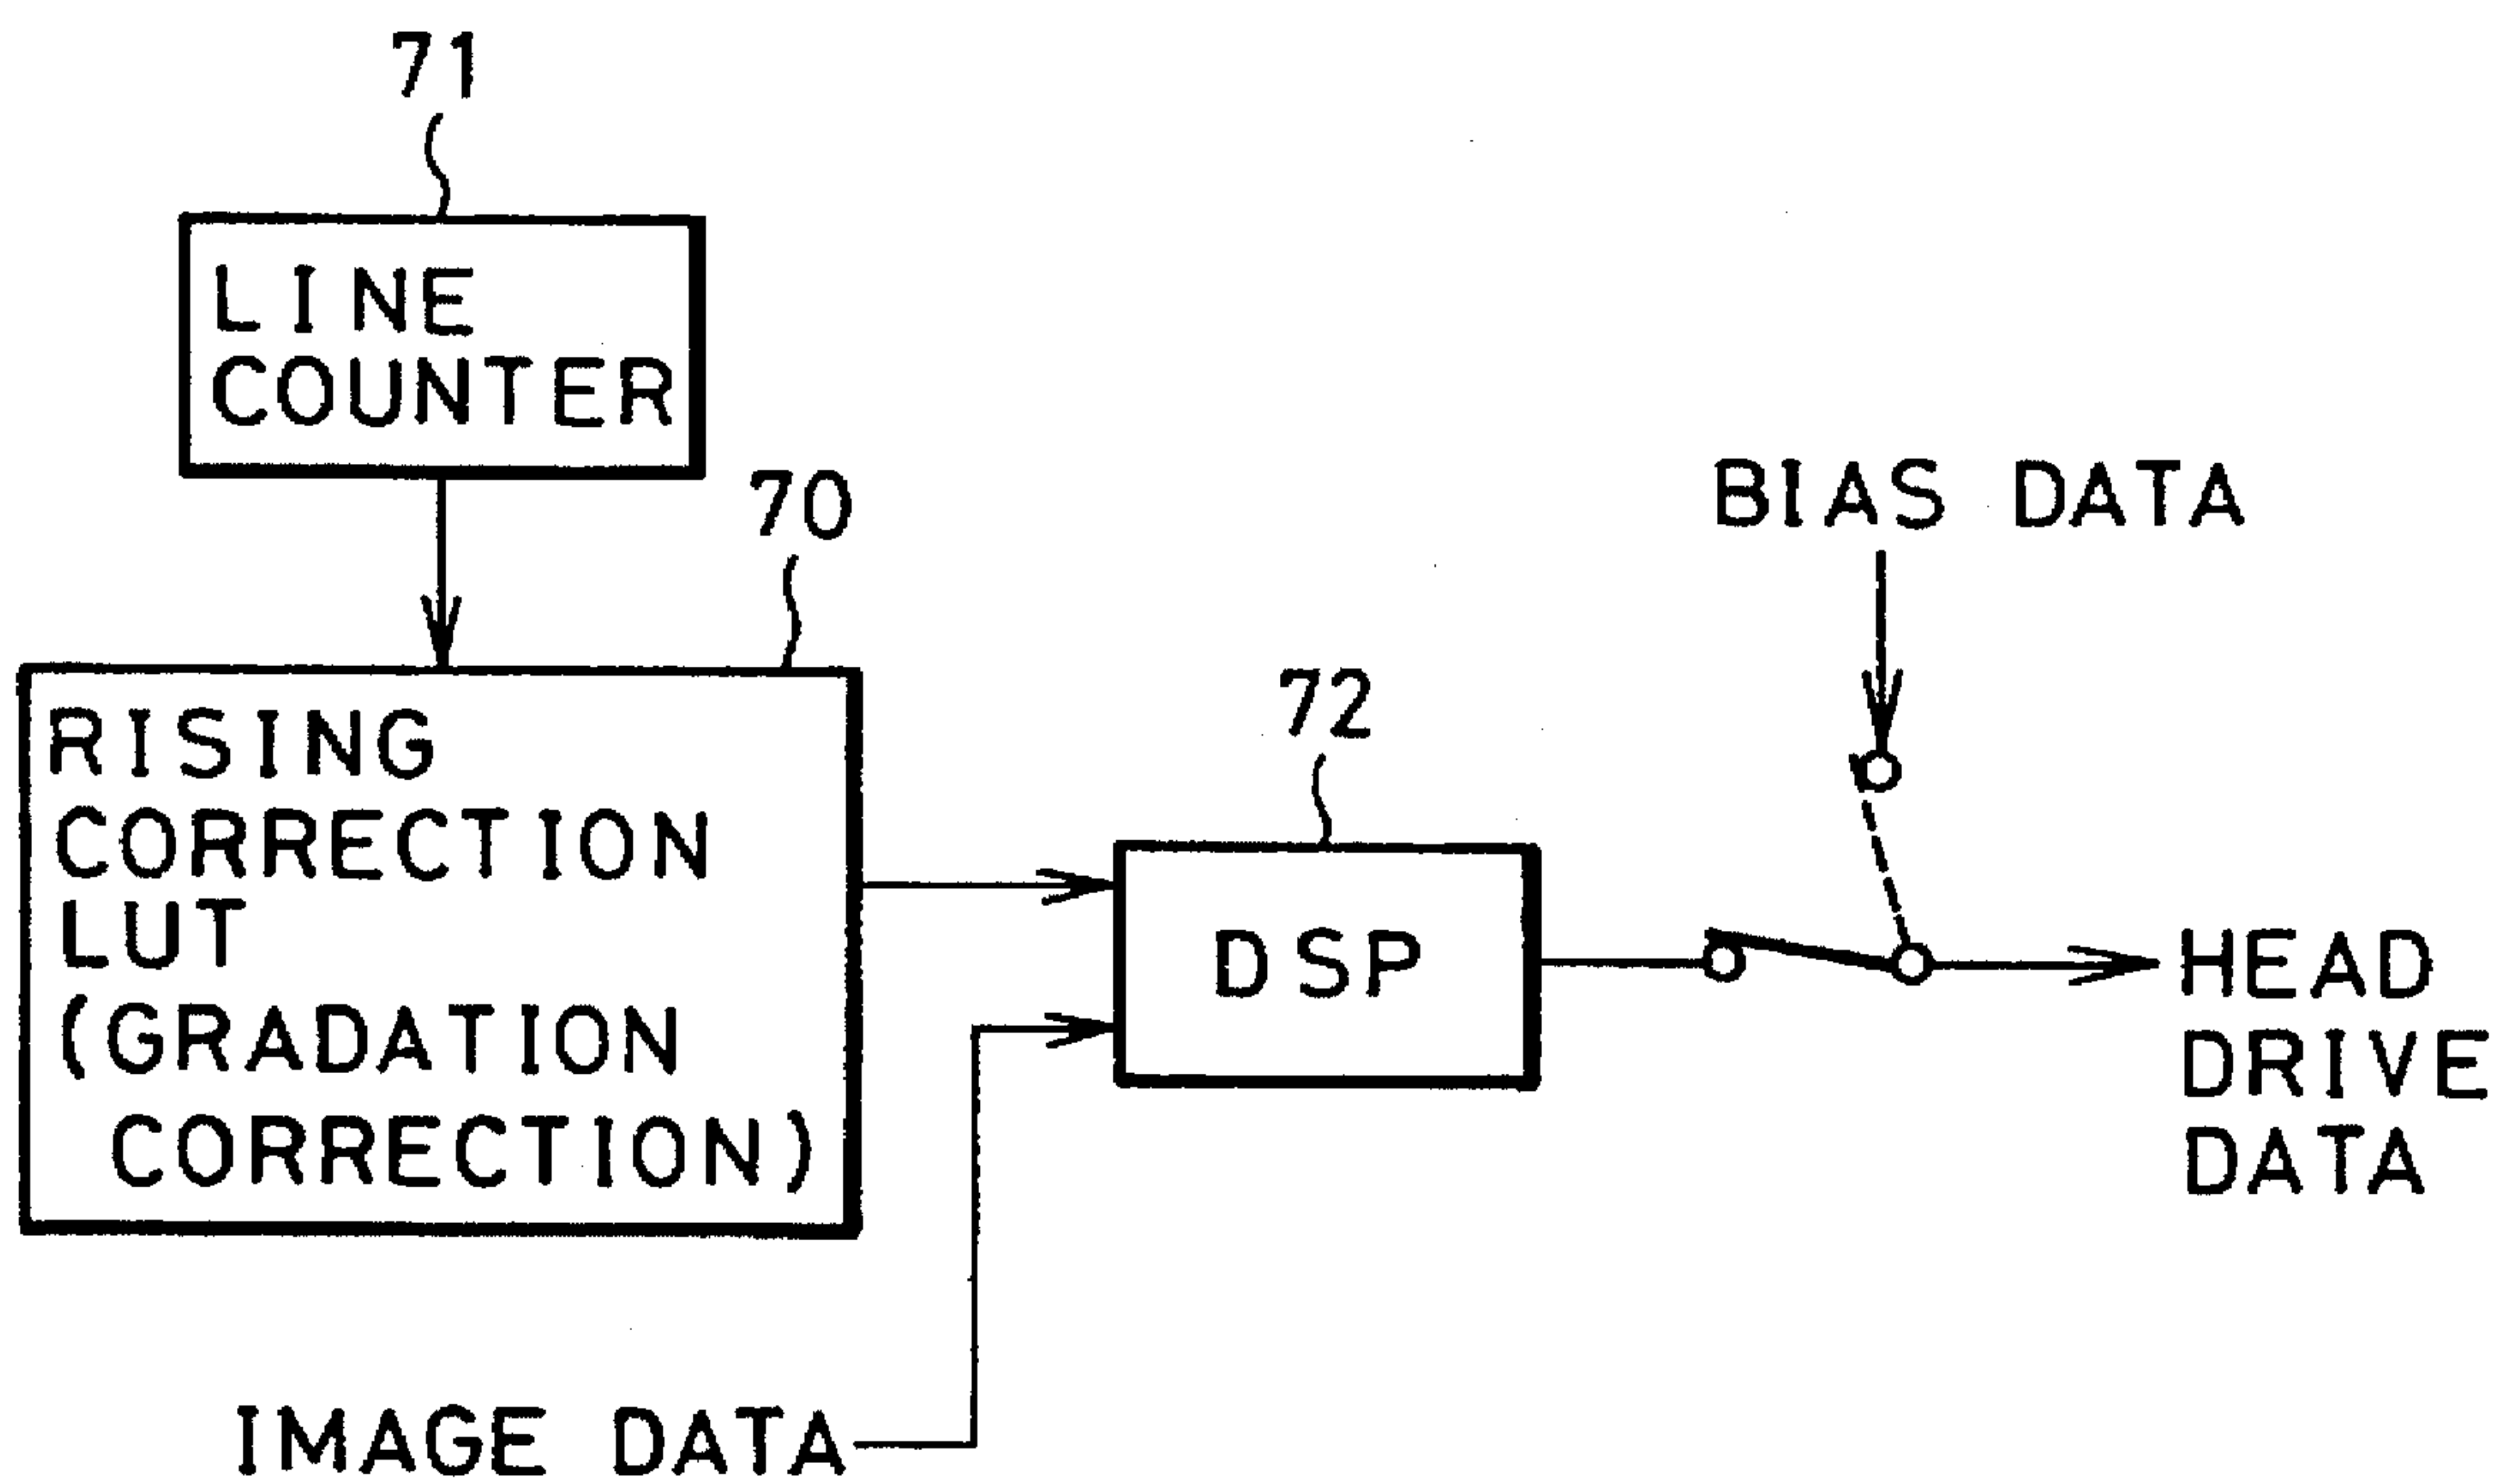 71
LINE
COUNTER
70
BIAS DATA
RISING
CORRECTION
LUT
(GRADATION
CORRECTION)
72
DSP
HEAD
DRIVE
DATA
IMAGE DATA